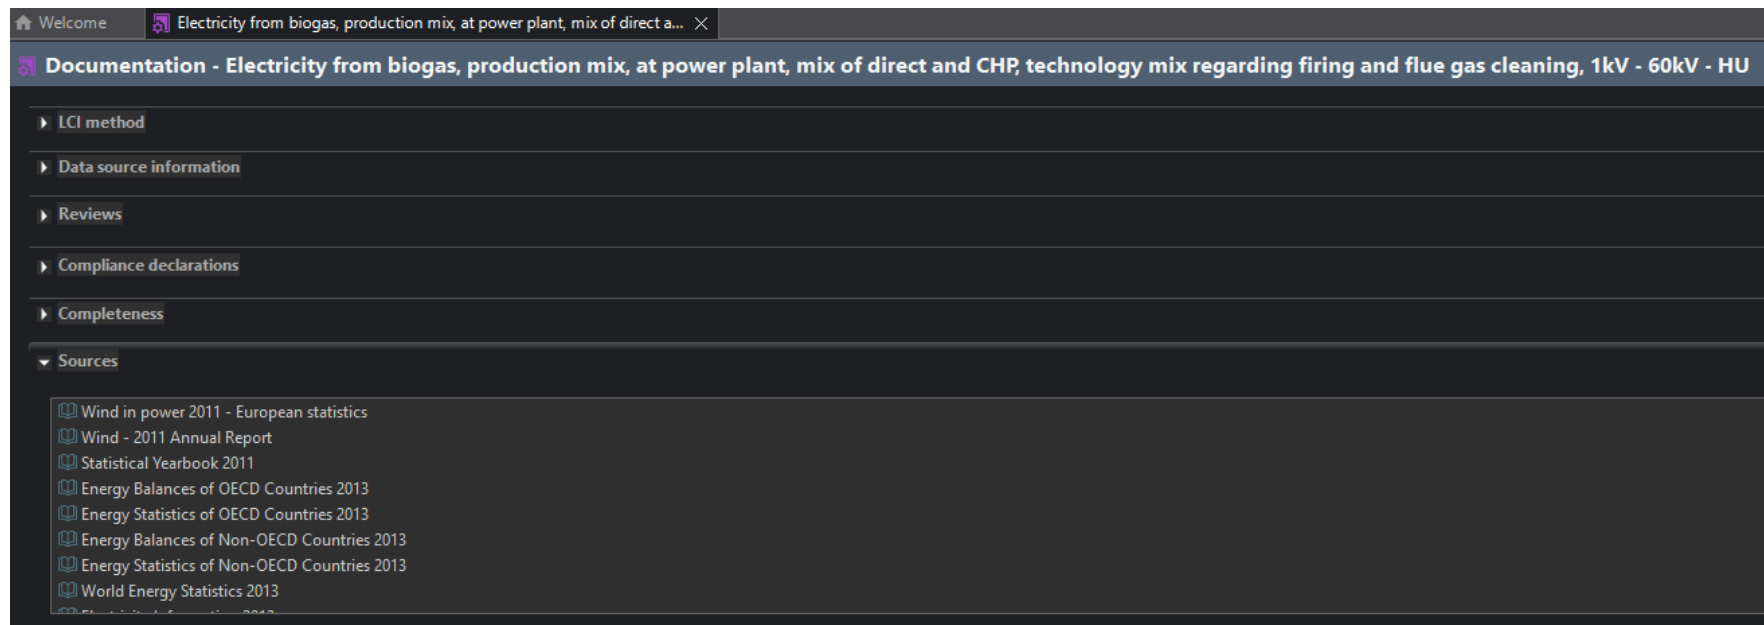 Welcome
Electricity from biogas, production mix, at power plant, mix of direct a...
Documentation - Electricity from biogas, production mix, at power plant, mix of direct and CHP, technology mix regarding firing and flue gas cleaning, 1kV - 60kV - HU
LCI method
Data source information
Reviews
Compliance declarations
Completeness
Sources
Wind in power 2011 - European statistics
Wind - 2011 Annual Report
Statistical Yearbook 2011
Energy Balances of OECD Countries 2013
Energy Statistics of OECD Countries 2013
Energy Balances of Non-OECD Countries 2013
Energy Statistics of Non-OECD Countries 2013
World Energy Statistics 2013